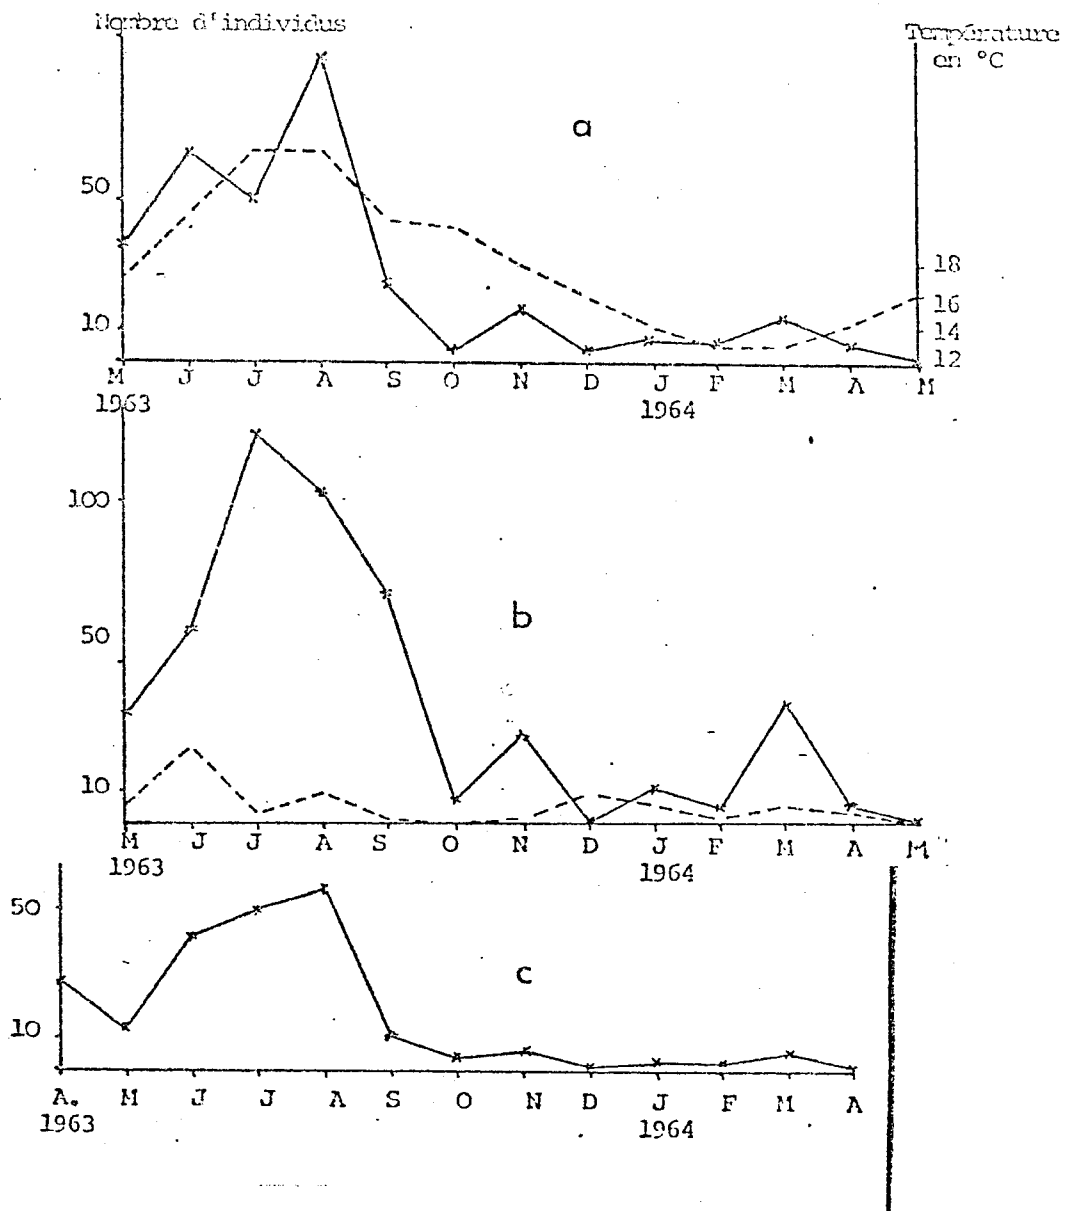 Nombre d'individus
Température
en °C
a
50
10
18
16
14
12
M J J A S O N D J F M A M
1963 1964
b
100
50
10
M J J A S O N D J F M A M
1963 1964
c
50
10
A. M J J A S O N D J F M A
1963 1964